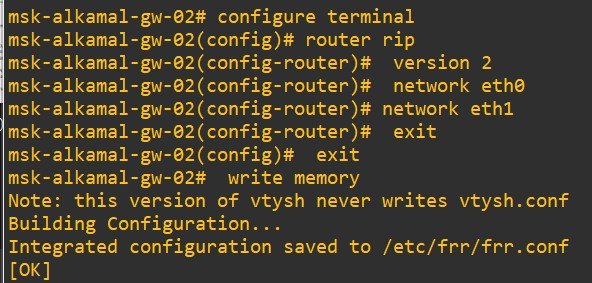 msk-alkamal-gw-02# configure terminal
msk-alkamal-gw-02(config)# router rip
msk-alkamal-gw-02(config-router)#  version 2
msk-alkamal-gw-02(config-router)#  network eth0
msk-alkamal-gw-02(config-router)# network eth1
msk-alkamal-gw-02(config-router)#  exit
msk-alkamal-gw-02(config)#  exit
msk-alkamal-gw-02#  write memory
Note: this version of vtysh never writes vtysh.conf
Building Configuration...
Integrated configuration saved to /etc/frr/frr.conf
[OK]